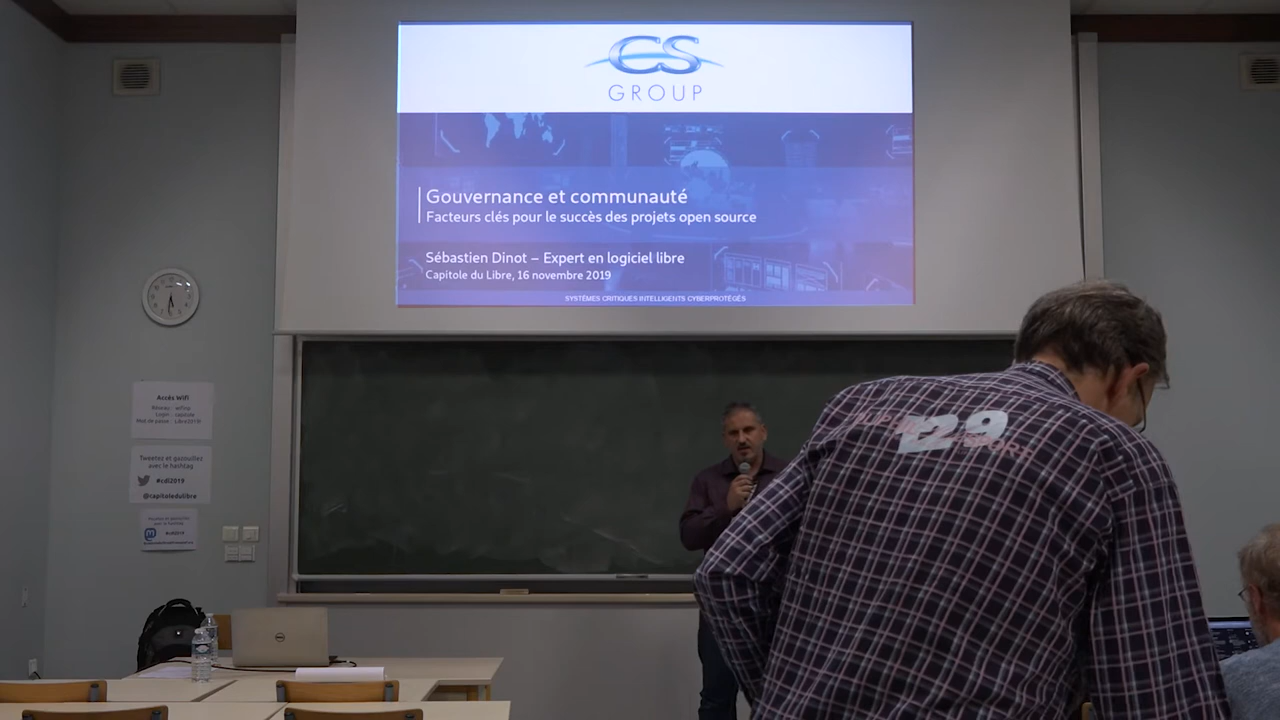 CS
GROUP
Gouvernance et communauté
Facteurs clés pour le succès des projets open source
Sébastien Dinot – Expert en logiciel libre
Capitole du Libre, 16 novembre 2019
SYSTÈMES CRITIQUES INTELLIGENTS CYBERPROTÉGÉS
Accès Wifi
Tweetez et gazouillez
avec le hashtag
#cdl2019
@capitoledulibre
129
DELL